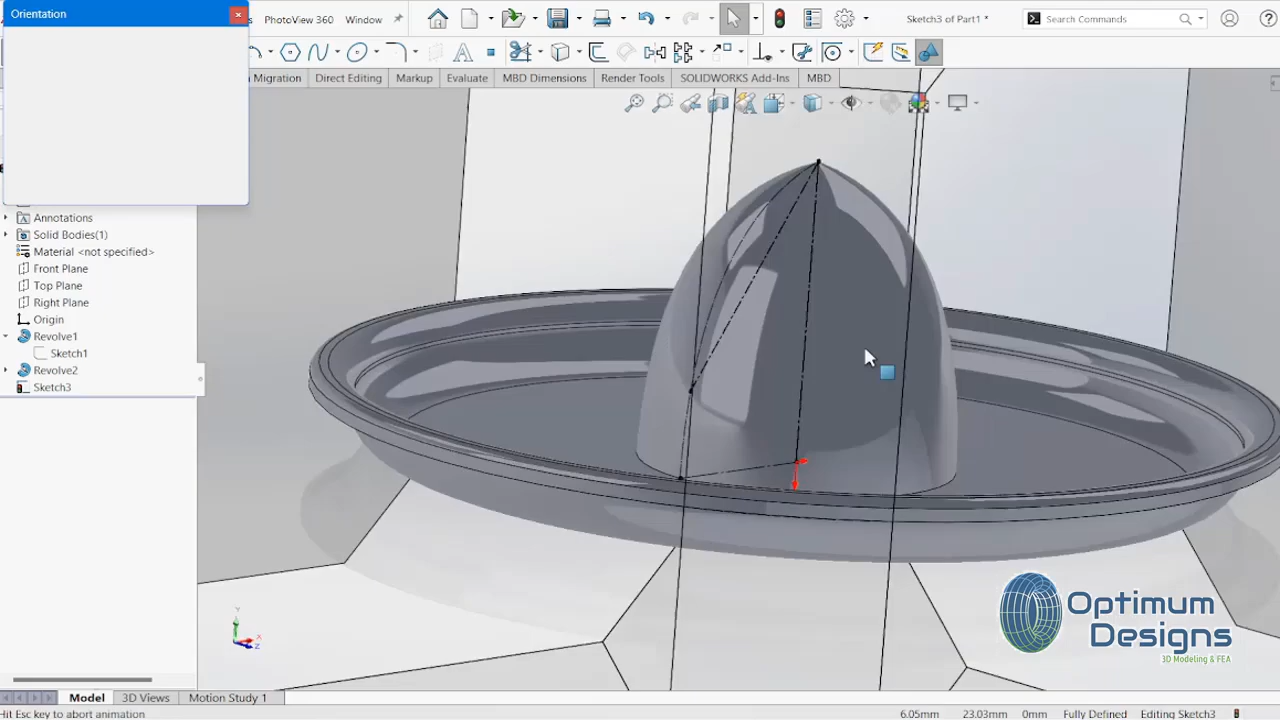 Orientation
PhotoView 360 Window
Sketch3 of Part1 *
Search Commands
Migration Direct Editing Markup Evaluate MBD Dimensions Render Tools SOLIDWORKS Add-Ins MBD
Annotations
Solid Bodies(1)
Material <not specified>
Front Plane
Top Plane
Right Plane
Origin
Revolve1
Sketch1
Revolve2
Sketch3
Y
X
Z
Optimum
Designs
3D Modeling & FEA
Model 3D Views Motion Study 1
Hit Esc key to abort animation
6.05mm 23.03mm 0mm Fully Defined Editing Sketch3